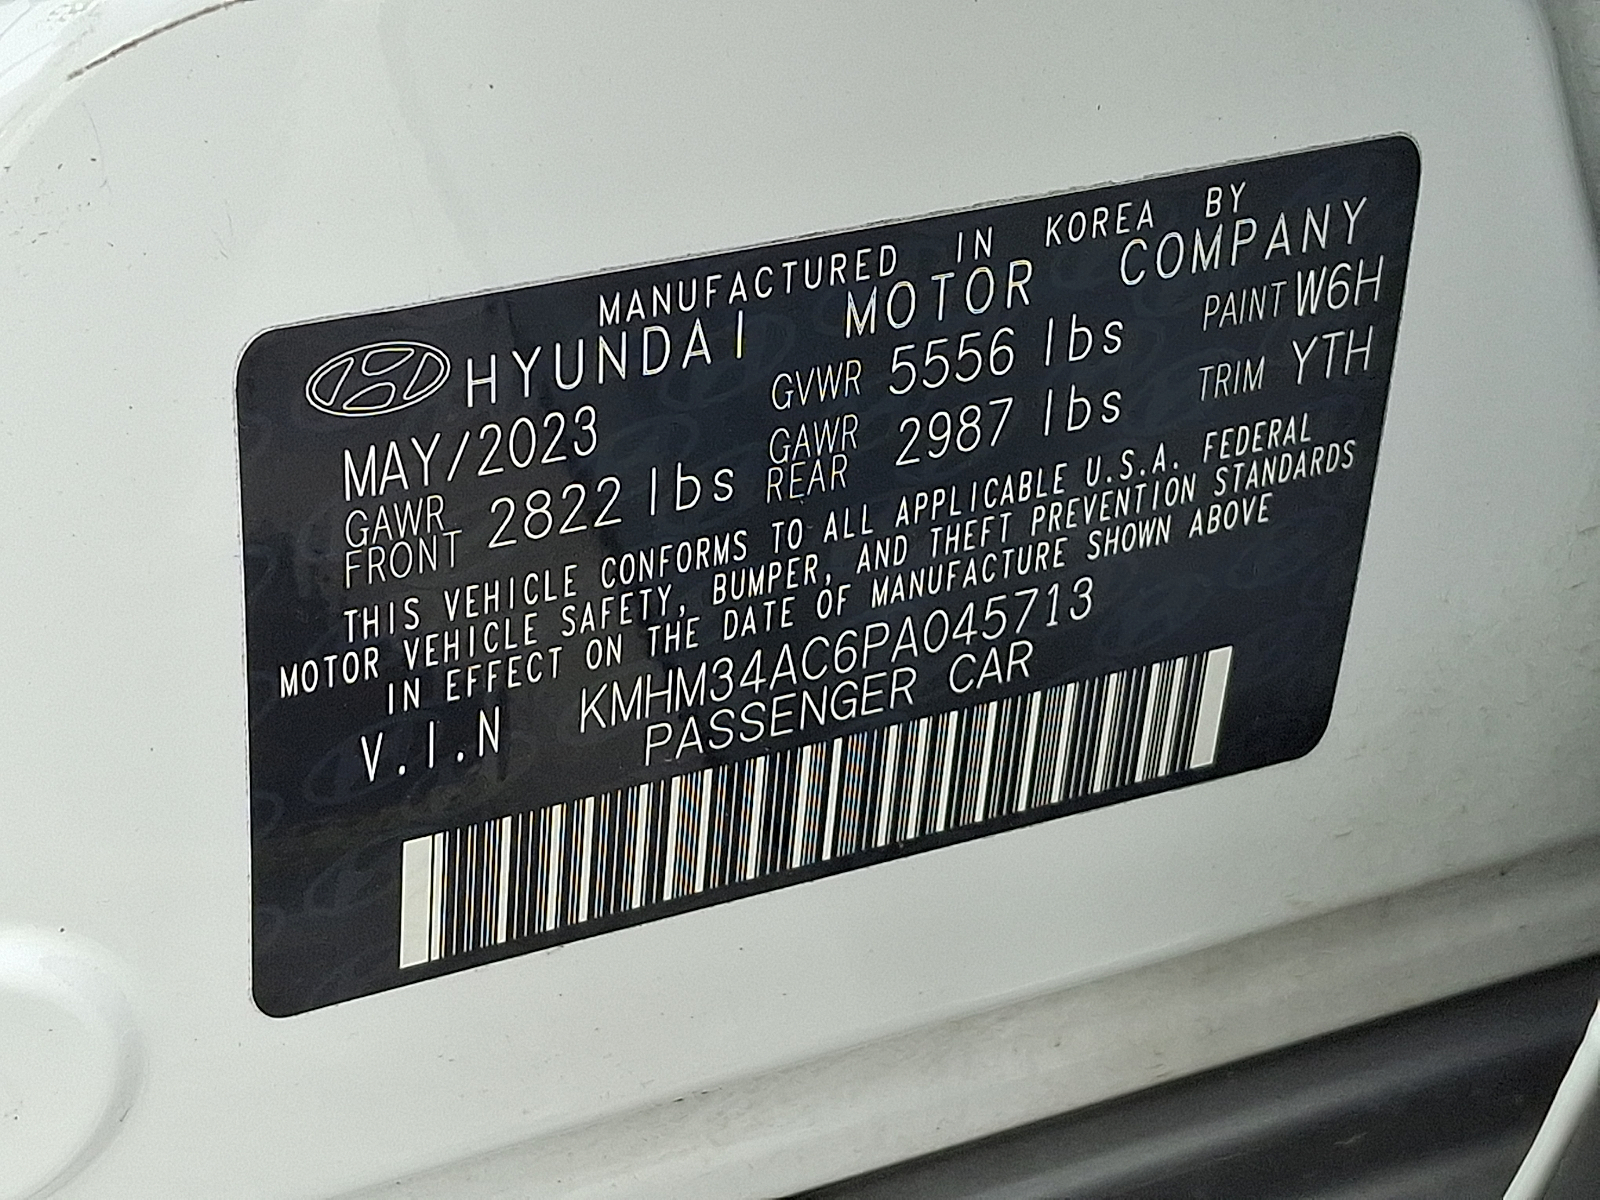 MANUFACTURED IN KOREA BY
HYUNDAI MOTOR COMPANY
MAY/2023 GVWR 5556 lbs PAINT W6H
GAWR FRONT 2822 lbs GAWR REAR 2987 lbs TRIM YTH
THIS VEHICLE CONFORMS TO ALL APPLICABLE U.S.A. FEDERAL
MOTOR VEHICLE SAFETY, BUMPER, AND THEFT PREVENTION STANDARDS
IN EFFECT ON THE DATE OF MANUFACTURE SHOWN ABOVE
V.I.N KMHM34AC6PA045713
PASSENGER CAR